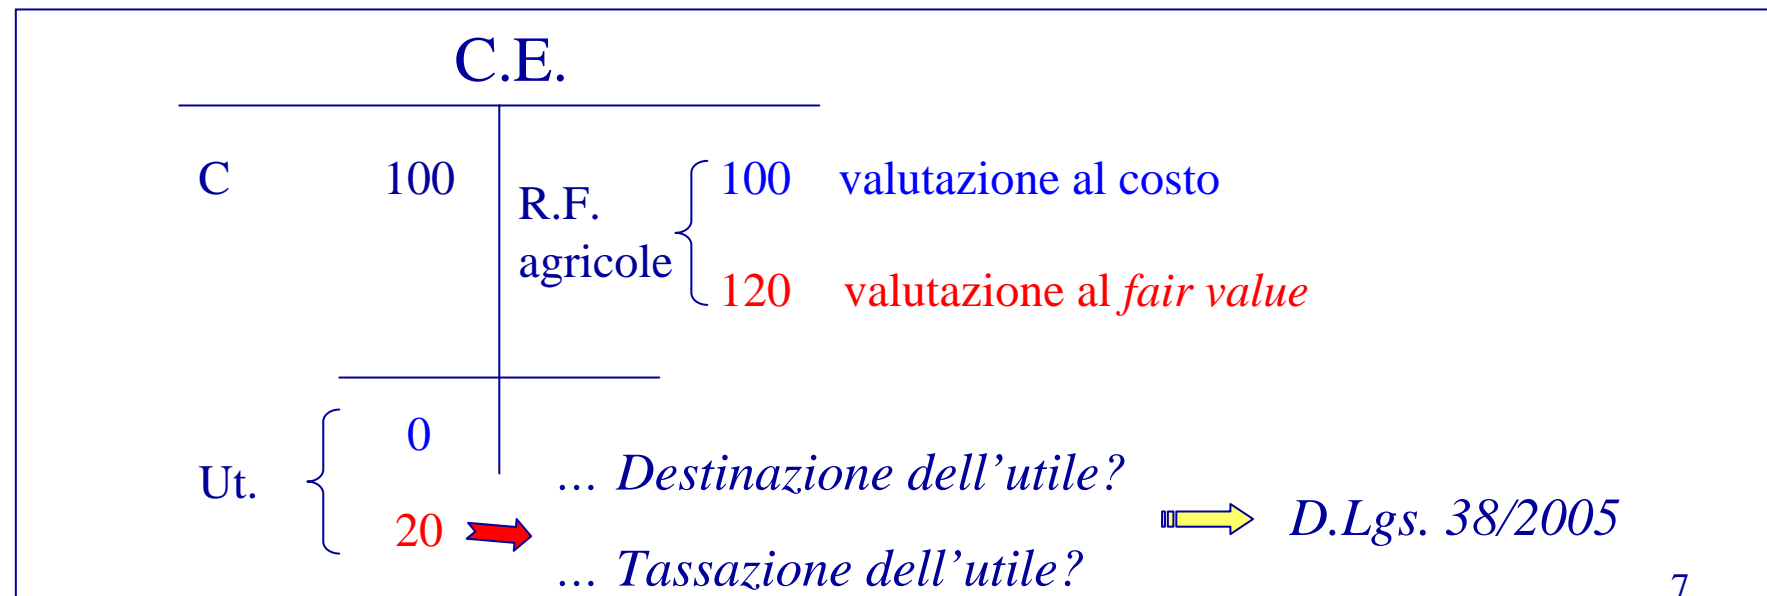 C.E.
C 100
R.F.
agricole
100 valutazione al costo
120 valutazione al fair value
Ut.
0
20
… Destinazione dell’utile?
… Tassazione dell’utile?
D.Lgs. 38/2005
7